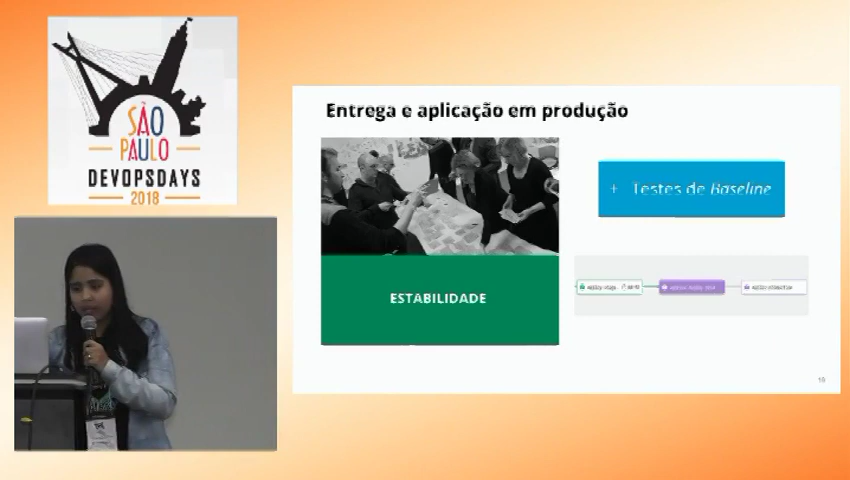 SÃO
PAULO
DEVOPSDAYS
2018
Entrega e aplicação em produção
+ Testes de Baseline
ESTABILIDADE